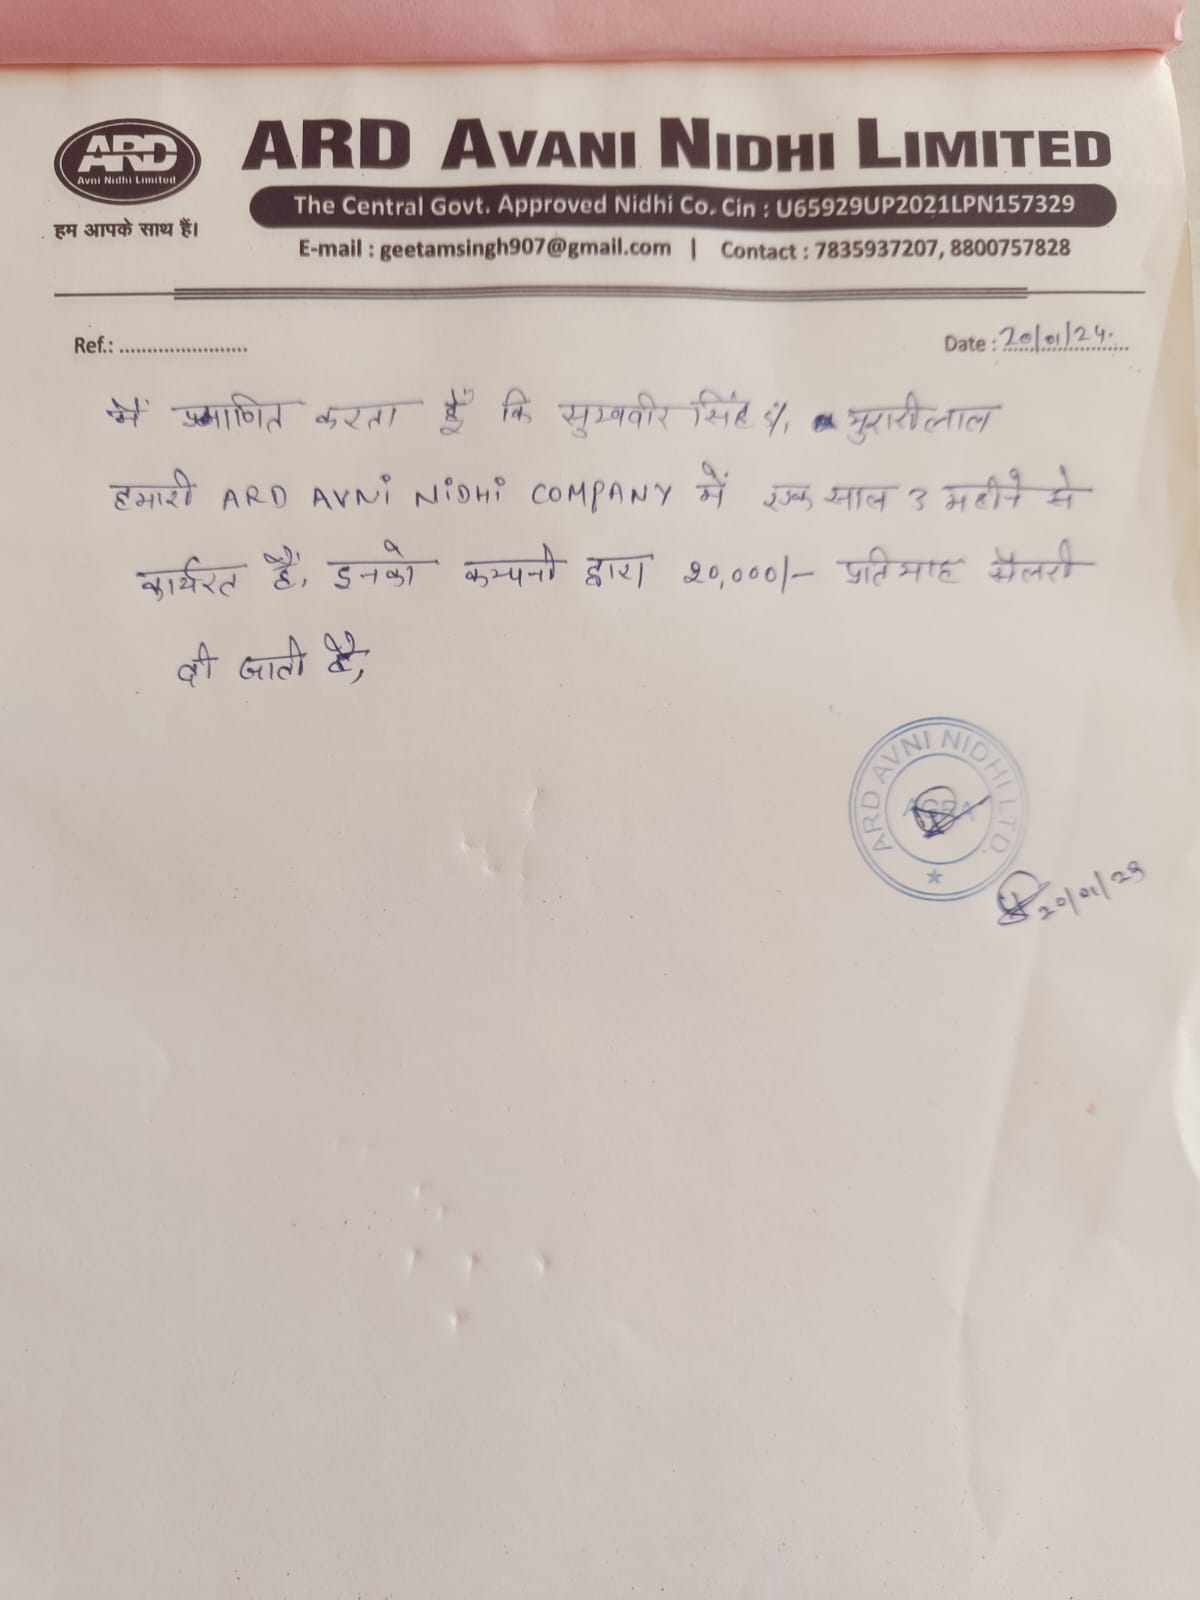 ARD
Avni Nidhi Limited
हम आपके साथ हैं।
ARD AVANI NIDHI LIMITED
The Central Govt. Approved Nidhi Co. Cin : U65929UP2021LPN157329
E-mail : geetamsingh907@gmail.com | Contact : 7835937207, 8800757828
Ref.: ....................... Date : 20/01/24.
मैं प्रमाणित करता हूँ कि सुखवीर सिंह S/. मुरारीलाल
हमारी ARD AVNI NIDHI COMPANY में एक साल 3 महीने से
कार्यरत हैं, इनको कम्पनी द्वारा 20,000/- प्रतिमाह सैलरी
दी जाती है,
ARD AVNI NIDHI LTD.
AGRA
20/01/24